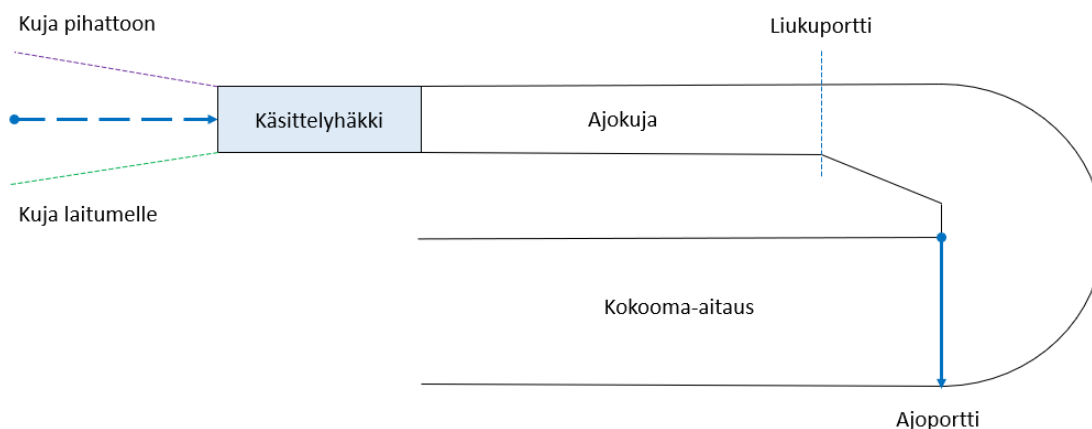 Kuja pihattoon
Liukuportti
Käsittelyhäkki
Ajokuja
Kuja laitumelle
Kokooma-aitaus
Ajoportti